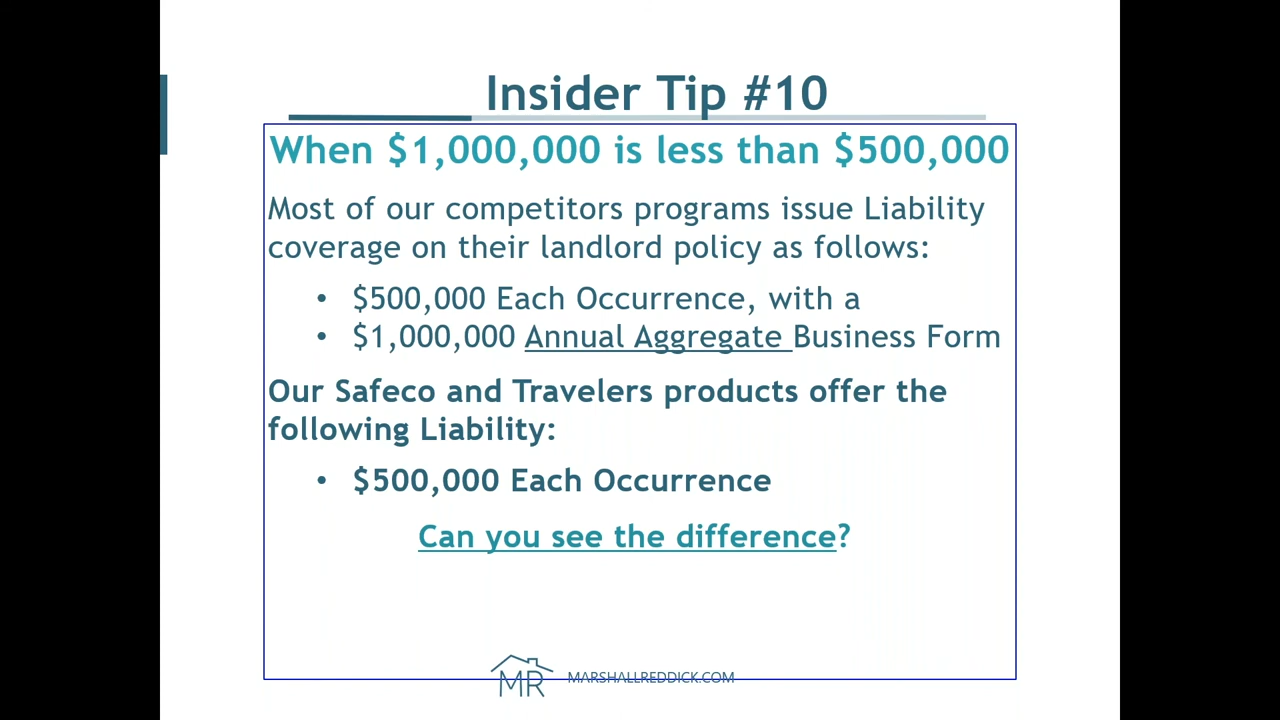 Insider Tip #10
When $1,000,000 is less than $500,000
Most of our competitors programs issue Liability
coverage on their landlord policy as follows:
• $500,000 Each Occurrence, with a
• $1,000,000 Annual Aggregate Business Form
Our Safeco and Travelers products offer the
following Liability:
• $500,000 Each Occurrence
Can you see the difference?
MR MARSHALLREDDICK.COM